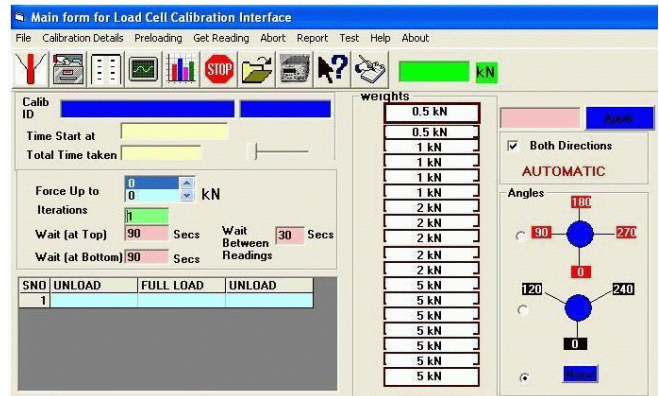 Main form for Load Cell Calibration Interface
File Calibration Details Preloading Get Reading Abort Report Test Help About
STOP
kN
Calib ID
Time Start at
Total Time taken
Force Up to
0
0
kN
Iterations
1
Wait (at Top) 90 Secs
Wait Between Readings 30 Secs
Wait (at Bottom) 90 Secs
SNO UNLOAD FULL LOAD UNLOAD
1
weights
0.5 kN
0.5 kN
1 kN
1 kN
1 kN
1 kN
2 kN
2 kN
2 kN
2 kN
2 kN
5 kN
5 kN
5 kN
5 kN
5 kN
5 kN
5 kN
Both Directions
AUTOMATIC
Angles
180
90 270
0
120 240
0